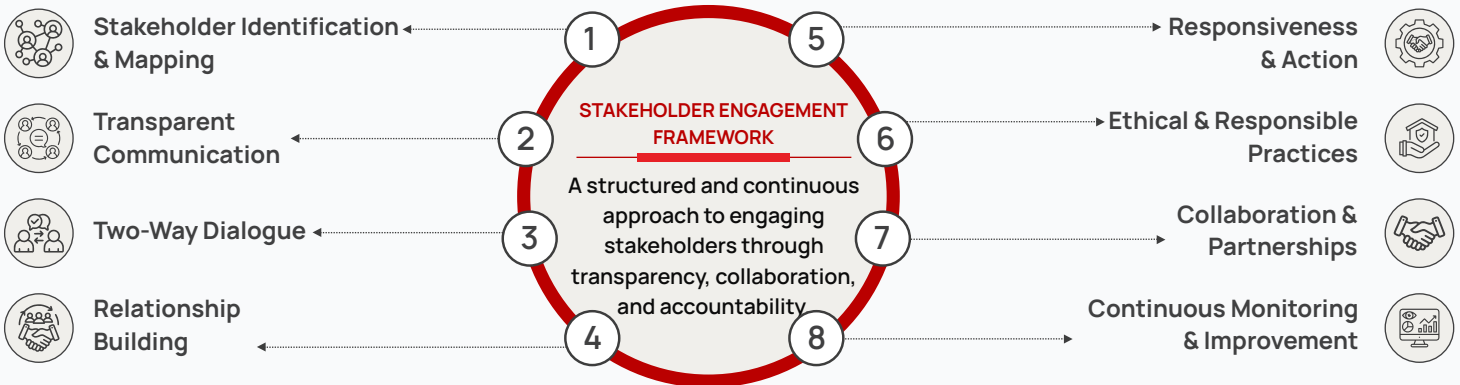 1
Stakeholder Identification
& Mapping
2
Transparent
Communication
3
Two-Way Dialogue
4
Relationship
Building
STAKEHOLDER ENGAGEMENT
FRAMEWORK
A structured and continuous
approach to engaging
stakeholders through
transparency, collaboration,
and accountability
5
Responsiveness
& Action
6
Ethical & Responsible
Practices
7
Collaboration &
Partnerships
8
Continuous Monitoring
& Improvement